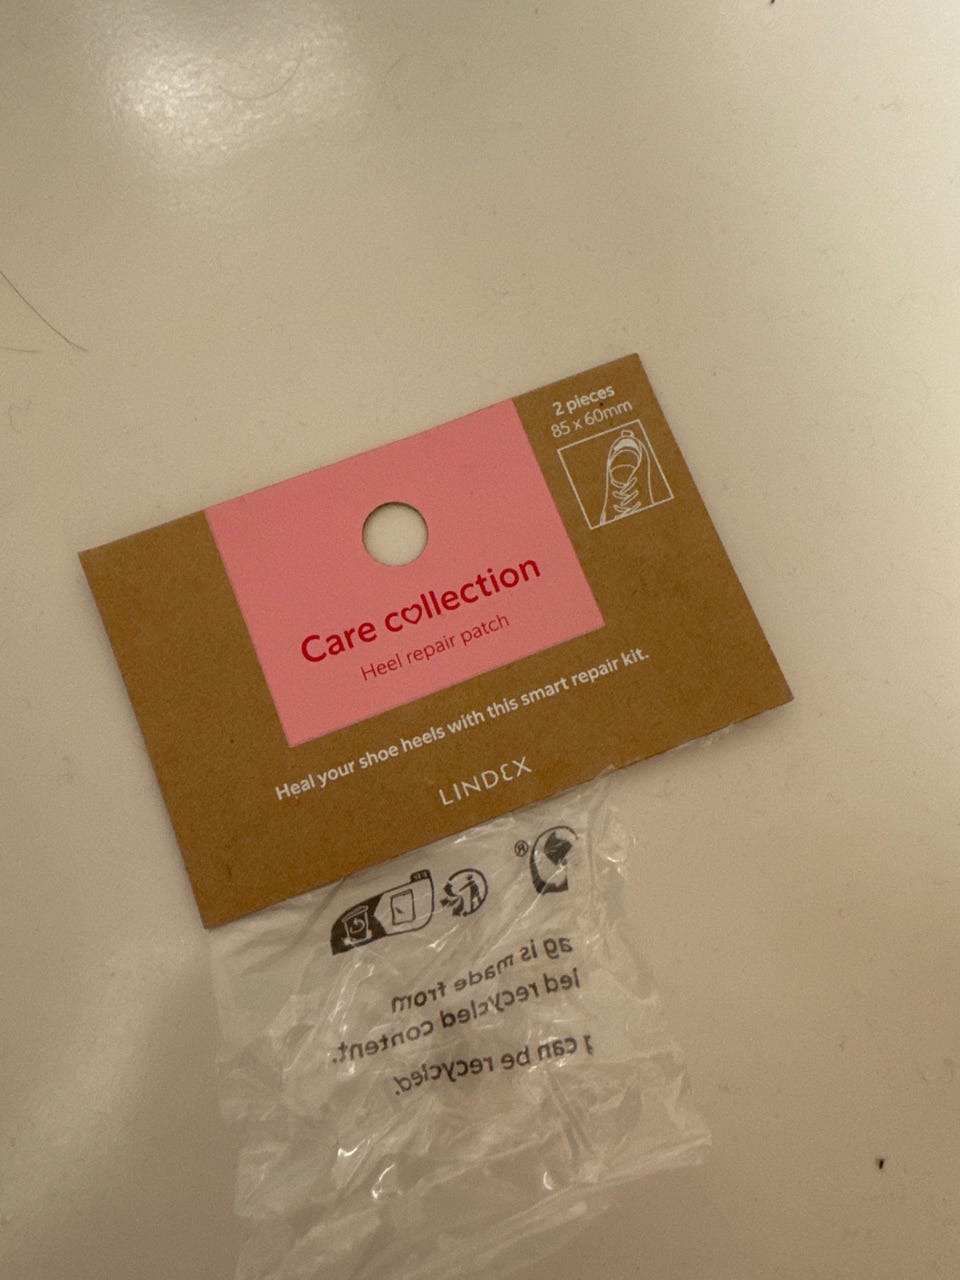 2 pieces
85 x 60mm
Care collection
Heel repair patch
Heal your shoe heels with this smart repair kit.
LINDEX
®
ag is made from
led recycled content.
g can be recycled.